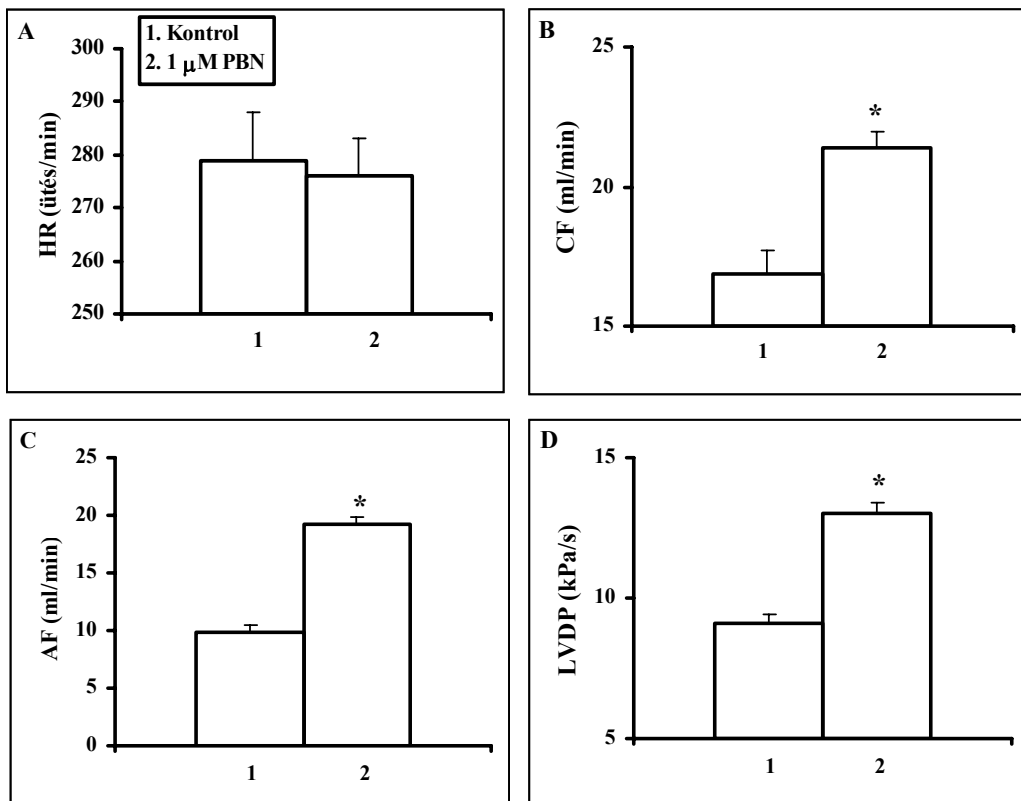 A
1. Kontrol
2. 1 μM PBN
HR (ütés/min)
300
290
280
270
260
250
1 2
B
CF (ml/min)
25
20
15
*
1 2
C
AF (ml/min)
25
20
15
10
5
0
*
1 2
D
LVDP (kPa/s)
15
10
5
*
1 2